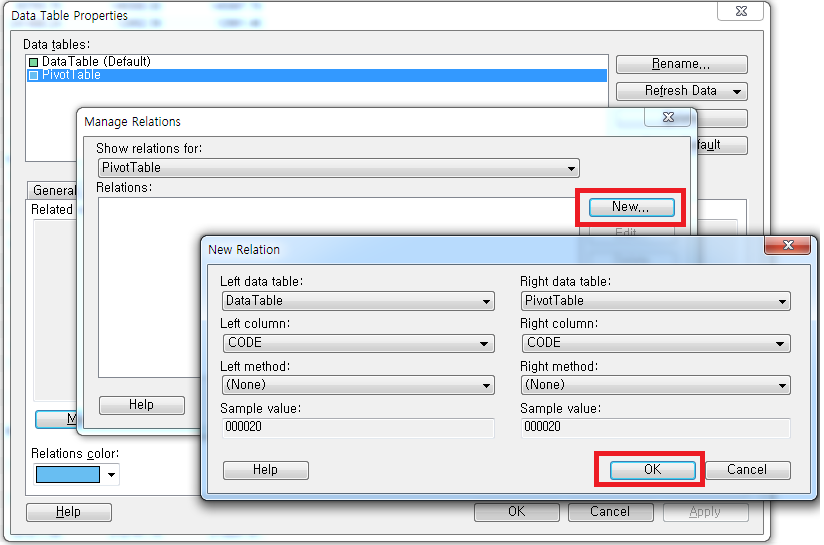 Data Table Properties
Data tables:
DataTable (Default)
PivotTable
Rename...
Refresh Data
Manage Relations
Show relations for:
PivotTable
Relations:
New...
Edit
General
Related
New Relation
Left data table:
DataTable
Right data table:
PivotTable
Left column:
CODE
Right column:
CODE
Left method:
(None)
Right method:
(None)
Sample value:
000020
Sample value:
000020
Help
OK
Cancel
Help
M
Relations color:
Help
OK
Cancel
Apply